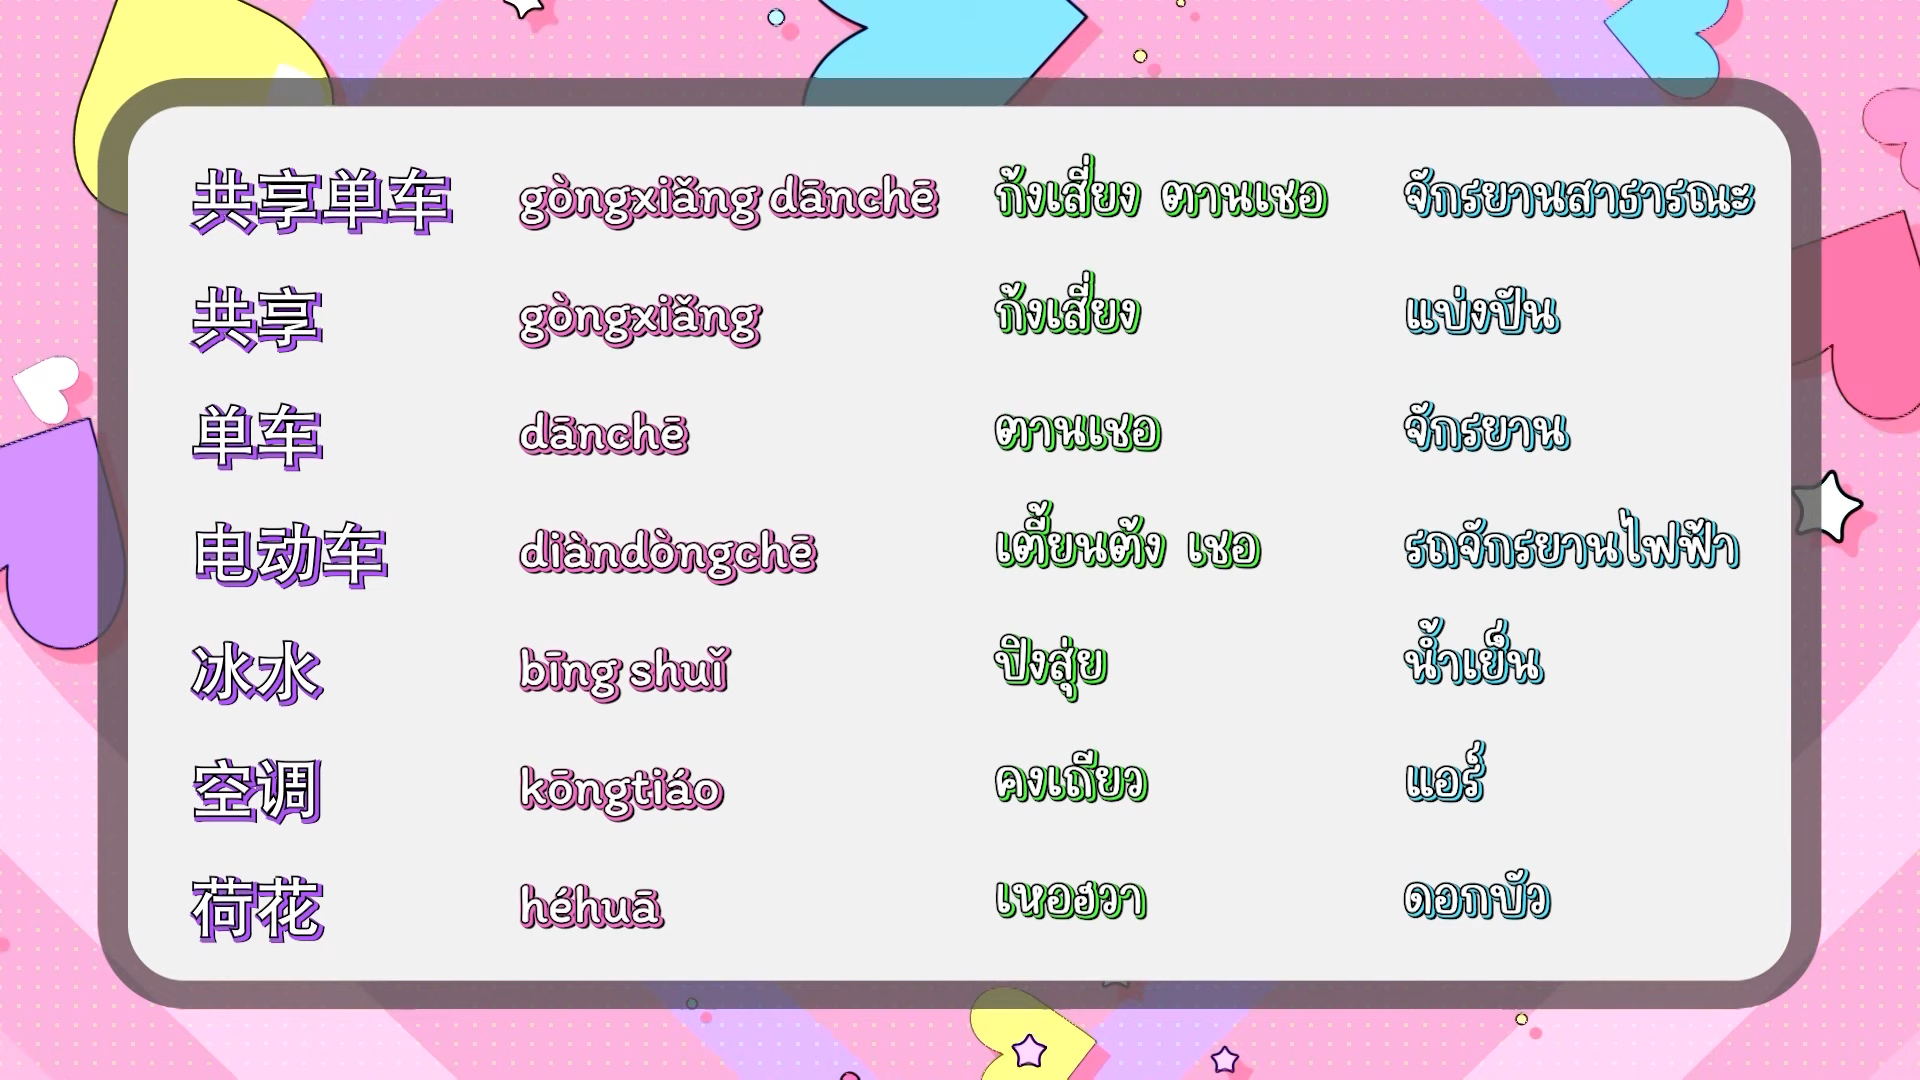 共享单车 gòngxiǎng dānchē ก้งเสี่ยง ตานเชอ จักรยานสาธารณะ
共享 gòngxiǎng ก้งเสี่ยง แบ่งปัน
单车 dānchē ตานเชอ จักรยาน
电动车 diàndòngchē เตี้ยนต้ง เชอ รถจักรยานไฟฟ้า
冰水 bīng shuǐ ปิงสุ่ย น้ำเย็น
空调 kōngtiáo คงเถียว แอร์
荷花 héhuā เหอฮวา ดอกบัว